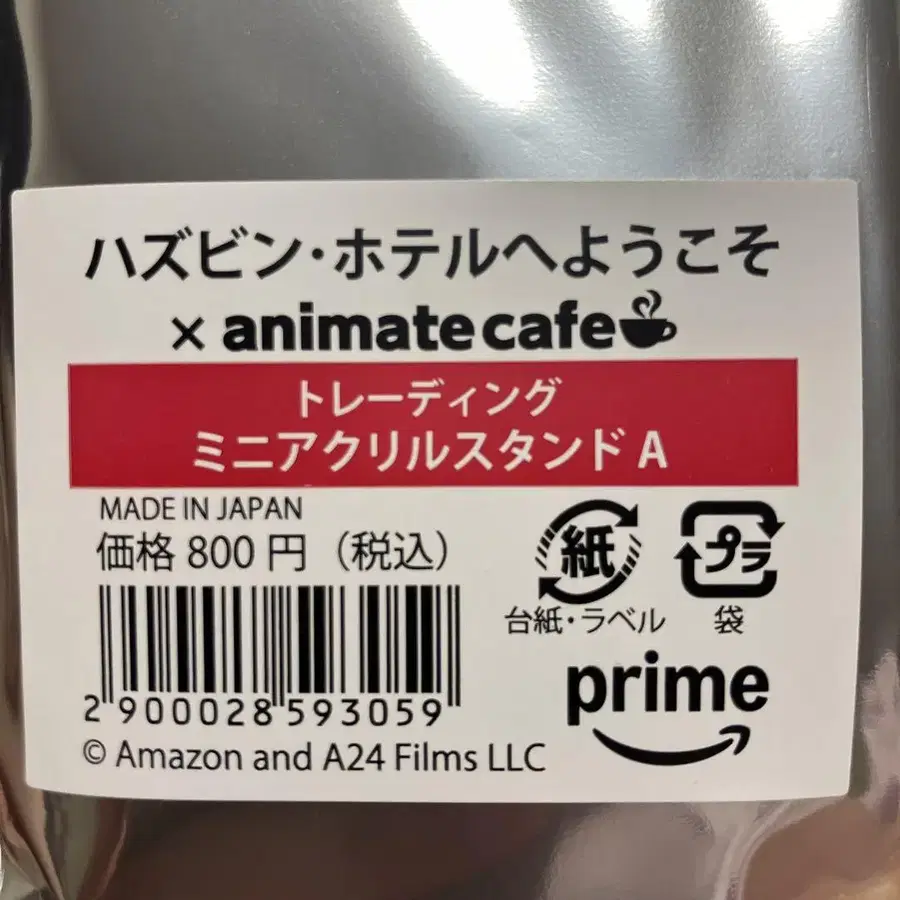 ハズビン・ホテルへようこそ
× animate cafe
トレーディング
ミニアクリルスタンド A
MADE IN JAPAN
価格 800 円（税込）
紙
プラ
台紙・ラベル
袋
2 900028 593059
prime
© Amazon and A24 Films LLC